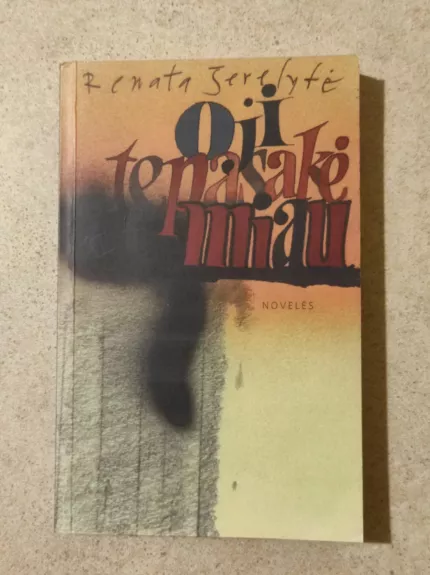 Renata Šerelytė
O ji
tepasakė
miau
NOVELĖS